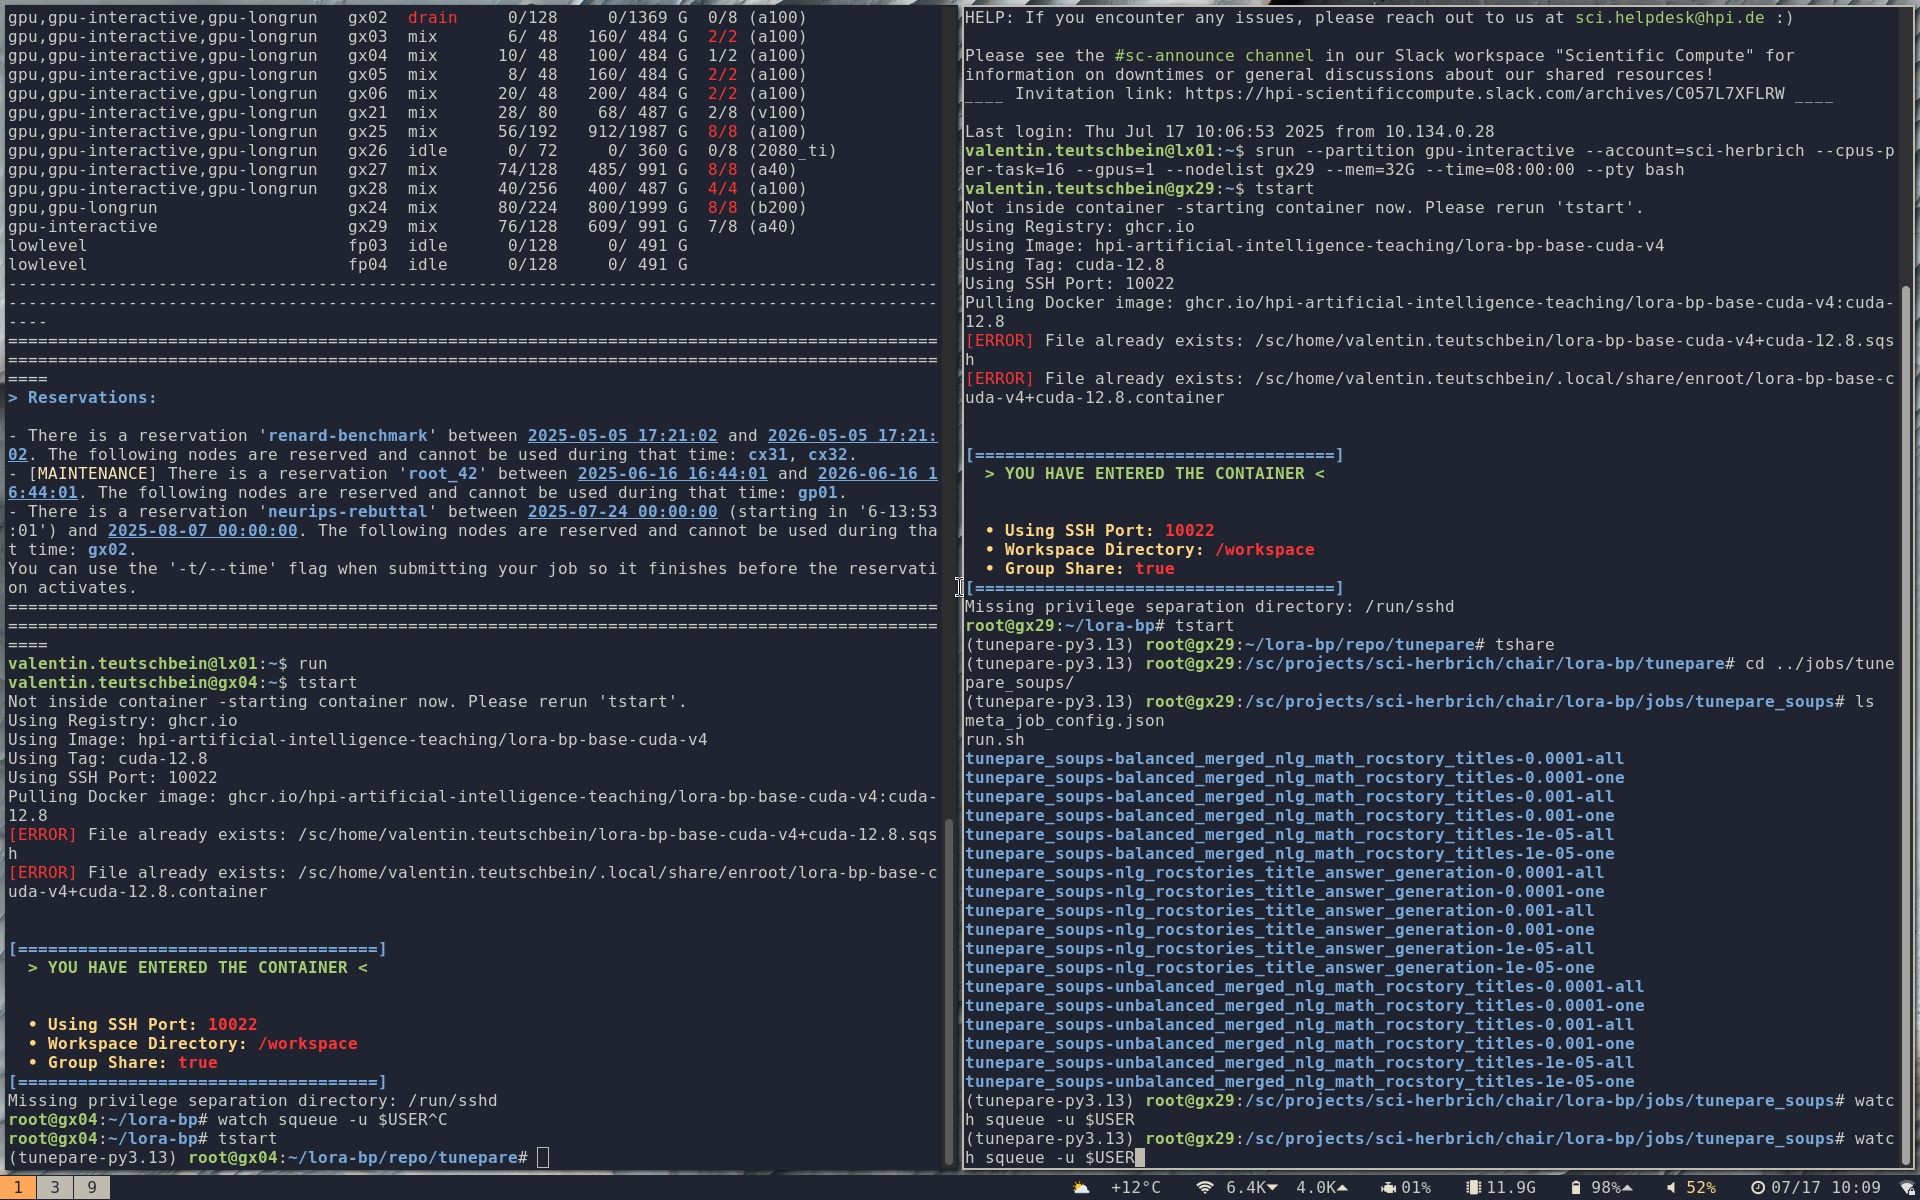 gpu,gpu-interactive,gpu-longrun   gx02  drain     0/128     0/1369 G  0/8 (a100)
gpu,gpu-interactive,gpu-longrun   gx03  mix       6/ 48   160/ 484 G  2/2 (a100)
gpu,gpu-interactive,gpu-longrun   gx04  mix      10/ 48   100/ 484 G  1/2 (a100)
gpu,gpu-interactive,gpu-longrun   gx05  mix       8/ 48   160/ 484 G  2/2 (a100)
gpu,gpu-interactive,gpu-longrun   gx06  mix      20/ 48   200/ 484 G  2/2 (a100)
gpu,gpu-interactive,gpu-longrun   gx21  mix      28/ 80    68/ 487 G  2/8 (v100)
gpu,gpu-interactive,gpu-longrun   gx25  mix      56/192   912/1987 G  8/8 (a100)
gpu,gpu-interactive,gpu-longrun   gx26  idle      0/ 72     0/ 360 G  0/8 (2080_ti)
gpu,gpu-interactive,gpu-longrun   gx27  mix      74/128   485/ 991 G  8/8 (a40)
gpu,gpu-interactive,gpu-longrun   gx28  mix      40/256   400/ 487 G  4/4 (a100)
gpu,gpu-longrun                   gx24  mix      80/224   800/1999 G  8/8 (b200)
gpu-interactive                   gx29  mix      76/128   609/ 991 G  7/8 (a40)
lowlevel                          fp03  idle      0/128     0/ 491 G
lowlevel                          fp04  idle      0/128     0/ 491 G
---------------------------------------------------------------------------------------------
---------------------------------------------------------------------------------------------
----
=============================================================================================
=============================================================================================
====
> Reservations:
- There is a reservation 'renard-benchmark' between 2025-05-05 17:21:02 and 2026-05-05 17:21:
02. The following nodes are reserved and cannot be used during that time: cx31, cx32.
- [MAINTENANCE] There is a reservation 'root_42' between 2025-06-16 16:44:01 and 2026-06-16 1
6:44:01. The following nodes are reserved and cannot be used during that time: gp01.
- There is a reservation 'neurips-rebuttal' between 2025-07-24 00:00:00 (starting in '6-13:53
:01') and 2025-08-07 00:00:00. The following nodes are reserved and cannot be used during tha
t time: gx02.
You can use the '-t/--time' flag when submitting your job so it finishes before the reservati
on activates.
=============================================================================================
=============================================================================================
====
valentin.teutschbein@lx01:~$ run
valentin.teutschbein@gx04:~$ tstart
Not inside container -starting container now. Please rerun 'tstart'.
Using Registry: ghcr.io
Using Image: hpi-artificial-intelligence-teaching/lora-bp-base-cuda-v4
Using Tag: cuda-12.8
Using SSH Port: 10022
Pulling Docker image: ghcr.io/hpi-artificial-intelligence-teaching/lora-bp-base-cuda-v4:cuda-
12.8
[ERROR] File already exists: /sc/home/valentin.teutschbein/lora-bp-base-cuda-v4+cuda-12.8.sqs
h
[ERROR] File already exists: /sc/home/valentin.teutschbein/.local/share/enroot/lora-bp-base-c
uda-v4+cuda-12.8.container
[====================================]
> YOU HAVE ENTERED THE CONTAINER <
• Using SSH Port: 10022
• Workspace Directory: /workspace
• Group Share: true
[====================================]
Missing privilege separation directory: /run/sshd
root@gx04:~/lora-bp# watch squeue -u $USER^C
root@gx04:~/lora-bp# tstart
(tunepare-py3.13) root@gx04:~/lora-bp/repo/tunepare#
HELP: If you encounter any issues, please reach out to us at sci.helpdesk@hpi.de :)
Please see the #sc-announce channel in our Slack workspace "Scientific Compute" for
information on downtimes or general discussions about our shared resources!
____ Invitation link: https://hpi-scientificcompute.slack.com/archives/C057L7XFLRW ____
Last login: Thu Jul 17 10:06:53 2025 from 10.134.0.28
valentin.teutschbein@lx01:~$ srun --partition gpu-interactive --account=sci-herbrich --cpus-p
er-task=16 --gpus=1 --nodelist gx29 --mem=32G --time=08:00:00 --pty bash
valentin.teutschbein@gx29:~$ tstart
Not inside container -starting container now. Please rerun 'tstart'.
Using Registry: ghcr.io
Using Image: hpi-artificial-intelligence-teaching/lora-bp-base-cuda-v4
Using Tag: cuda-12.8
Using SSH Port: 10022
Pulling Docker image: ghcr.io/hpi-artificial-intelligence-teaching/lora-bp-base-cuda-v4:cuda-
12.8
[ERROR] File already exists: /sc/home/valentin.teutschbein/lora-bp-base-cuda-v4+cuda-12.8.sqs
h
[ERROR] File already exists: /sc/home/valentin.teutschbein/.local/share/enroot/lora-bp-base-c
uda-v4+cuda-12.8.container
[====================================]
> YOU HAVE ENTERED THE CONTAINER <
• Using SSH Port: 10022
• Workspace Directory: /workspace
• Group Share: true
[====================================]
Missing privilege separation directory: /run/sshd
root@gx29:~/lora-bp# tstart
(tunepare-py3.13) root@gx29:~/lora-bp/repo/tunepare# tshare
(tunepare-py3.13) root@gx29:/sc/projects/sci-herbrich/chair/lora-bp/tunepare# cd ../jobs/tune
pare_soups/
(tunepare-py3.13) root@gx29:/sc/projects/sci-herbrich/chair/lora-bp/jobs/tunepare_soups# ls
meta_job_config.json
run.sh
tunepare_soups-balanced_merged_nlg_math_rocstory_titles-0.0001-all
tunepare_soups-balanced_merged_nlg_math_rocstory_titles-0.0001-one
tunepare_soups-balanced_merged_nlg_math_rocstory_titles-0.001-all
tunepare_soups-balanced_merged_nlg_math_rocstory_titles-0.001-one
tunepare_soups-balanced_merged_nlg_math_rocstory_titles-1e-05-all
tunepare_soups-balanced_merged_nlg_math_rocstory_titles-1e-05-one
tunepare_soups-nlg_rocstories_title_answer_generation-0.0001-all
tunepare_soups-nlg_rocstories_title_answer_generation-0.0001-one
tunepare_soups-nlg_rocstories_title_answer_generation-0.001-all
tunepare_soups-nlg_rocstories_title_answer_generation-0.001-one
tunepare_soups-nlg_rocstories_title_answer_generation-1e-05-all
tunepare_soups-nlg_rocstories_title_answer_generation-1e-05-one
tunepare_soups-unbalanced_merged_nlg_math_rocstory_titles-0.0001-all
tunepare_soups-unbalanced_merged_nlg_math_rocstory_titles-0.0001-one
tunepare_soups-unbalanced_merged_nlg_math_rocstory_titles-0.001-all
tunepare_soups-unbalanced_merged_nlg_math_rocstory_titles-0.001-one
tunepare_soups-unbalanced_merged_nlg_math_rocstory_titles-1e-05-all
tunepare_soups-unbalanced_merged_nlg_math_rocstory_titles-1e-05-one
(tunepare-py3.13) root@gx29:/sc/projects/sci-herbrich/chair/lora-bp/jobs/tunepare_soups# watc
h squeue -u $USER
(tunepare-py3.13) root@gx29:/sc/projects/sci-herbrich/chair/lora-bp/jobs/tunepare_soups# watc
h squeue -u $USER
1 3 9 +12°C 6.4K 4.0K 01% 11.9G 98% 52% 07/17 10:09